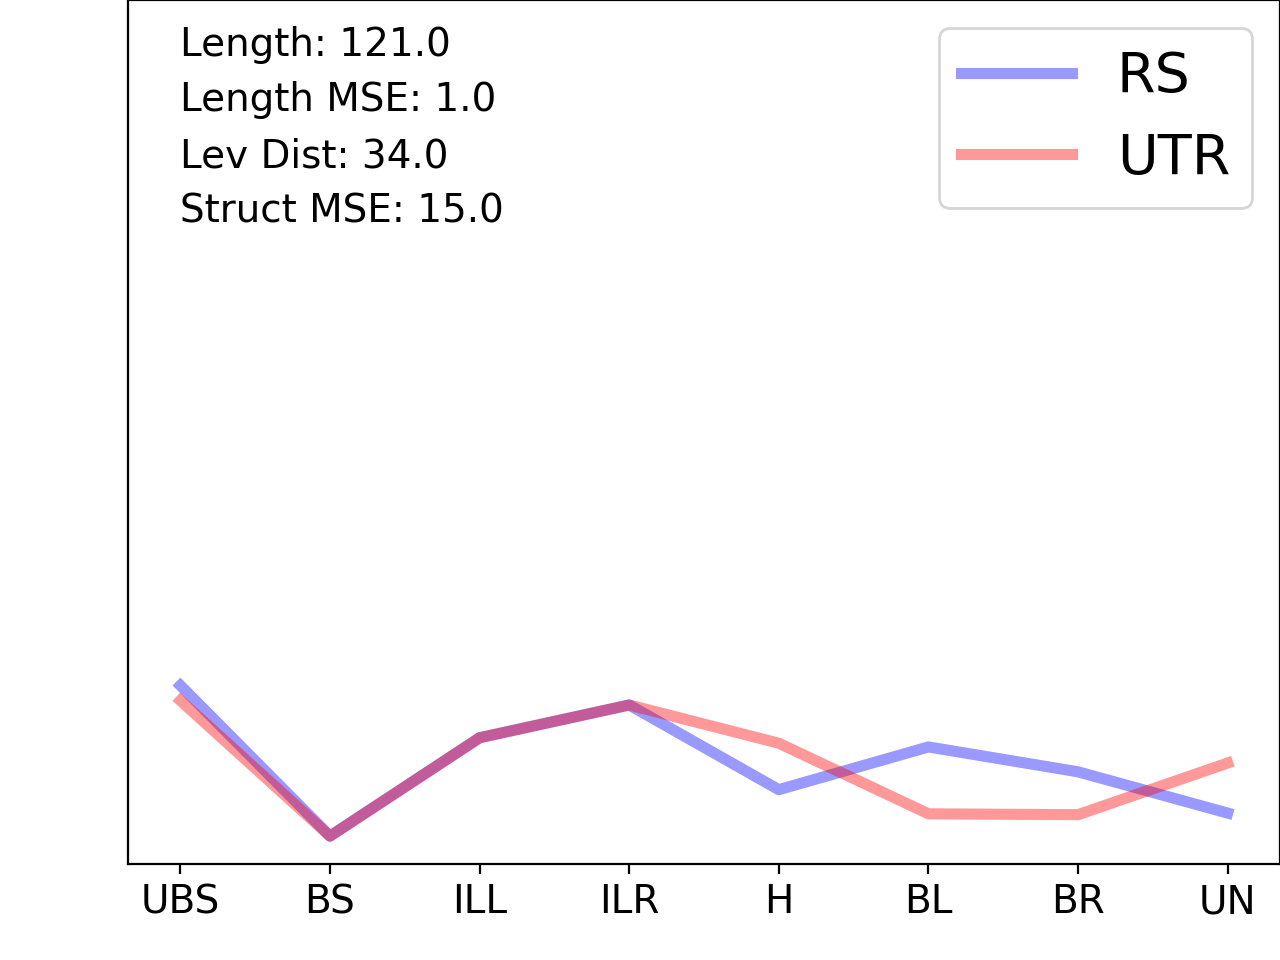 Length: 121.0
Length MSE: 1.0
Lev Dist: 34.0
Struct MSE: 15.0
RS
UTR
UBS BS ILL ILR H BL BR UN